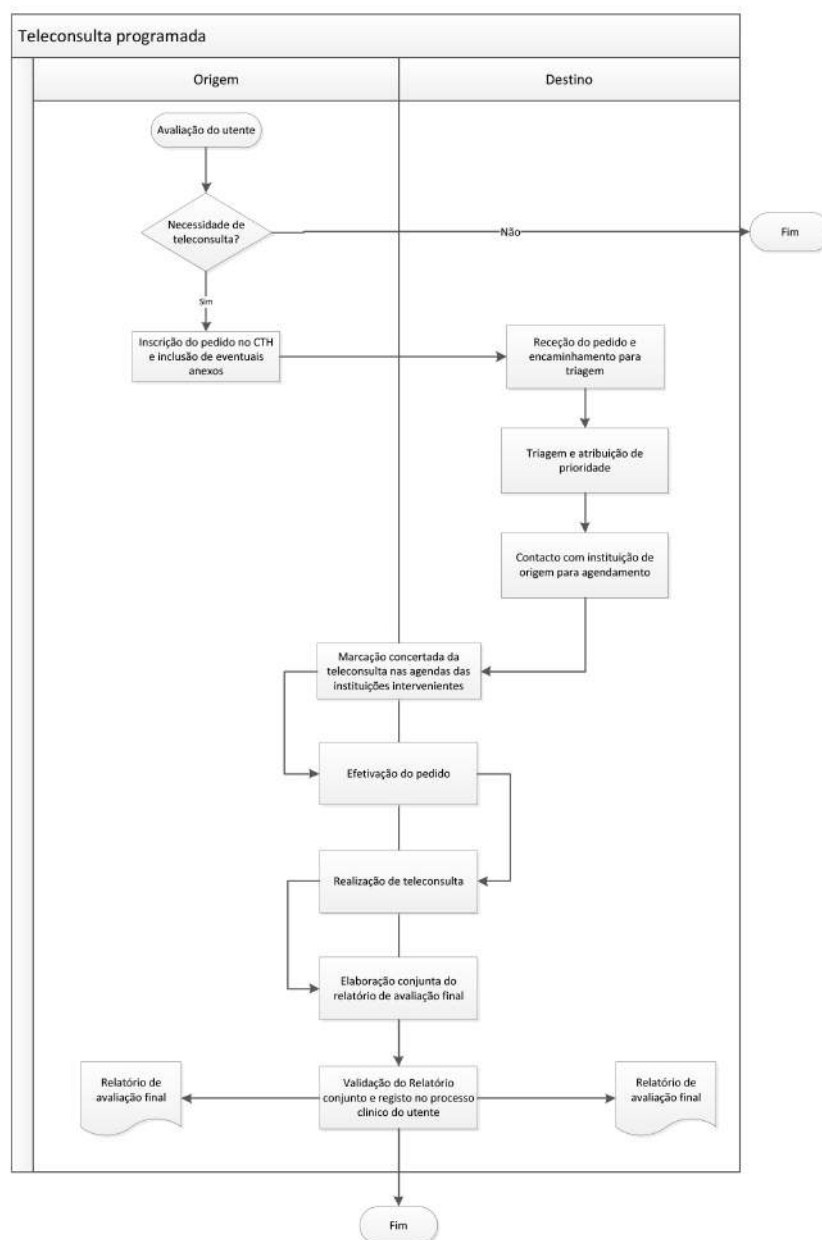 Teleconsulta programada
Origem
Destino
Avaliação do utente
Necessidade de
teleconsulta?
Não
Fim
Sim
Inscrição do pedido no CTH
e inclusão de eventuais
anexos
Receção do pedido e
encaminhamento para
triagem
Triagem e atribuição de
prioridade
Contacto com instituição de
origem para agendamento
Marcação concertada da
teleconsulta nas agendas das
instituições intervenientes
Efetivação do pedido
Realização de teleconsulta
Elaboração conjunta do
relatório de avaliação final
Relatório de
avaliação final
Validação do Relatório
conjunto e registo no processo
clinico do utente
Relatório de
avaliação final
Fim